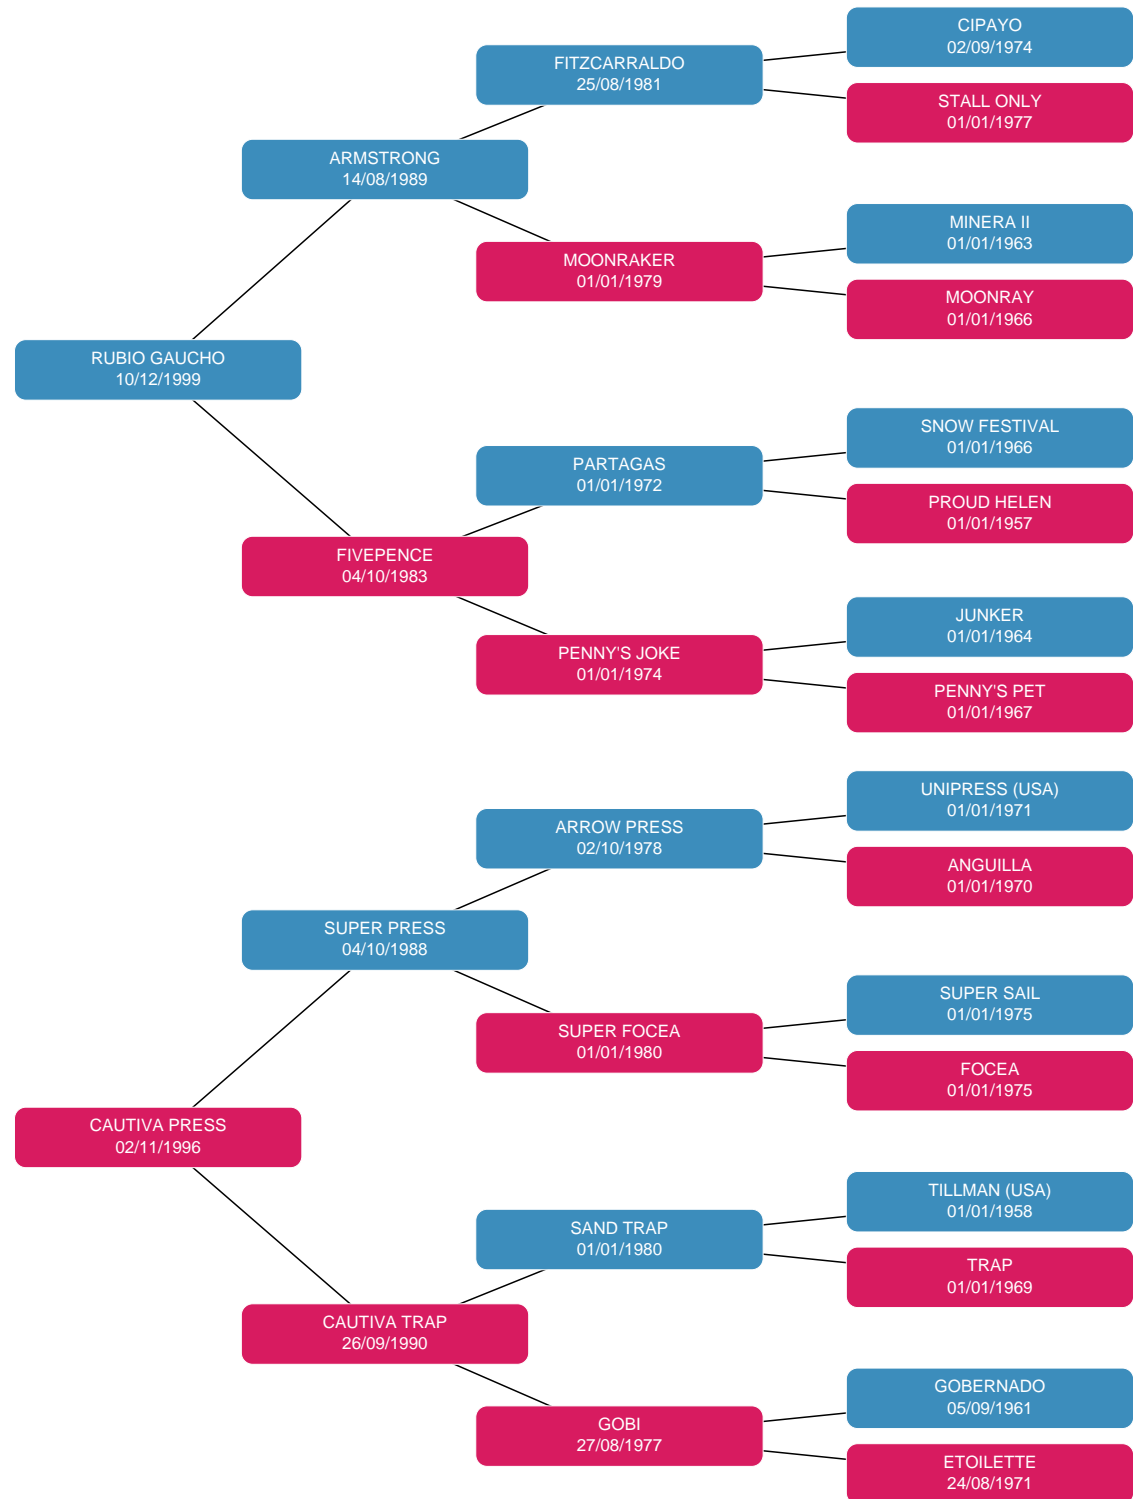 CIPAYO
02/09/1974
FITZCARRALDO
25/08/1981
STALL ONLY
01/01/1977
ARMSTRONG
14/08/1989
MINERA II
01/01/1963
MOONRAKER
01/01/1979
MOONRAY
01/01/1966
RUBIO GAUCHO
10/12/1999
SNOW FESTIVAL
01/01/1966
PARTAGAS
01/01/1972
PROUD HELEN
01/01/1957
FIVEPENCE
04/10/1983
JUNKER
01/01/1964
PENNY'S JOKE
01/01/1974
PENNY'S PET
01/01/1967
UNIPRESS (USA)
01/01/1971
ARROW PRESS
02/10/1978
ANGUILLA
01/01/1970
SUPER PRESS
04/10/1988
SUPER SAIL
01/01/1975
SUPER FOCEA
01/01/1980
FOCEA
01/01/1975
CAUTIVA PRESS
02/11/1996
TILLMAN (USA)
01/01/1958
SAND TRAP
01/01/1980
TRAP
01/01/1969
CAUTIVA TRAP
26/09/1990
GOBERNADO
05/09/1961
GOBI
27/08/1977
ETOILETTE
24/08/1971